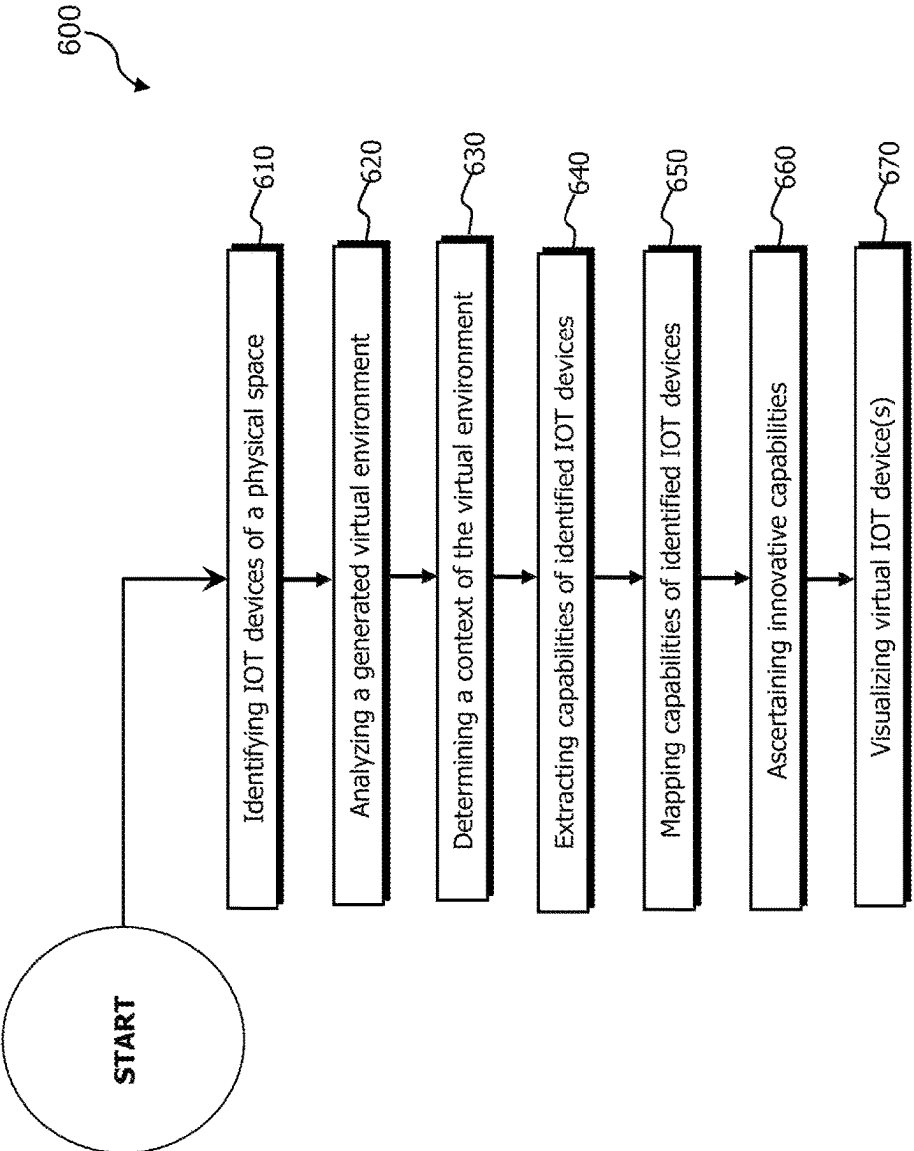 600
START
Identifying IOT devices of a physical space
610
Analyzing a generated virtual environment
620
Determining a context of the virtual environment
630
Extracting capabilities of identified IOT devices
640
Mapping capabilities of identified IOT devices
650
Ascertaining innovative capabilities
660
Visualizing virtual IOT device(s)
670